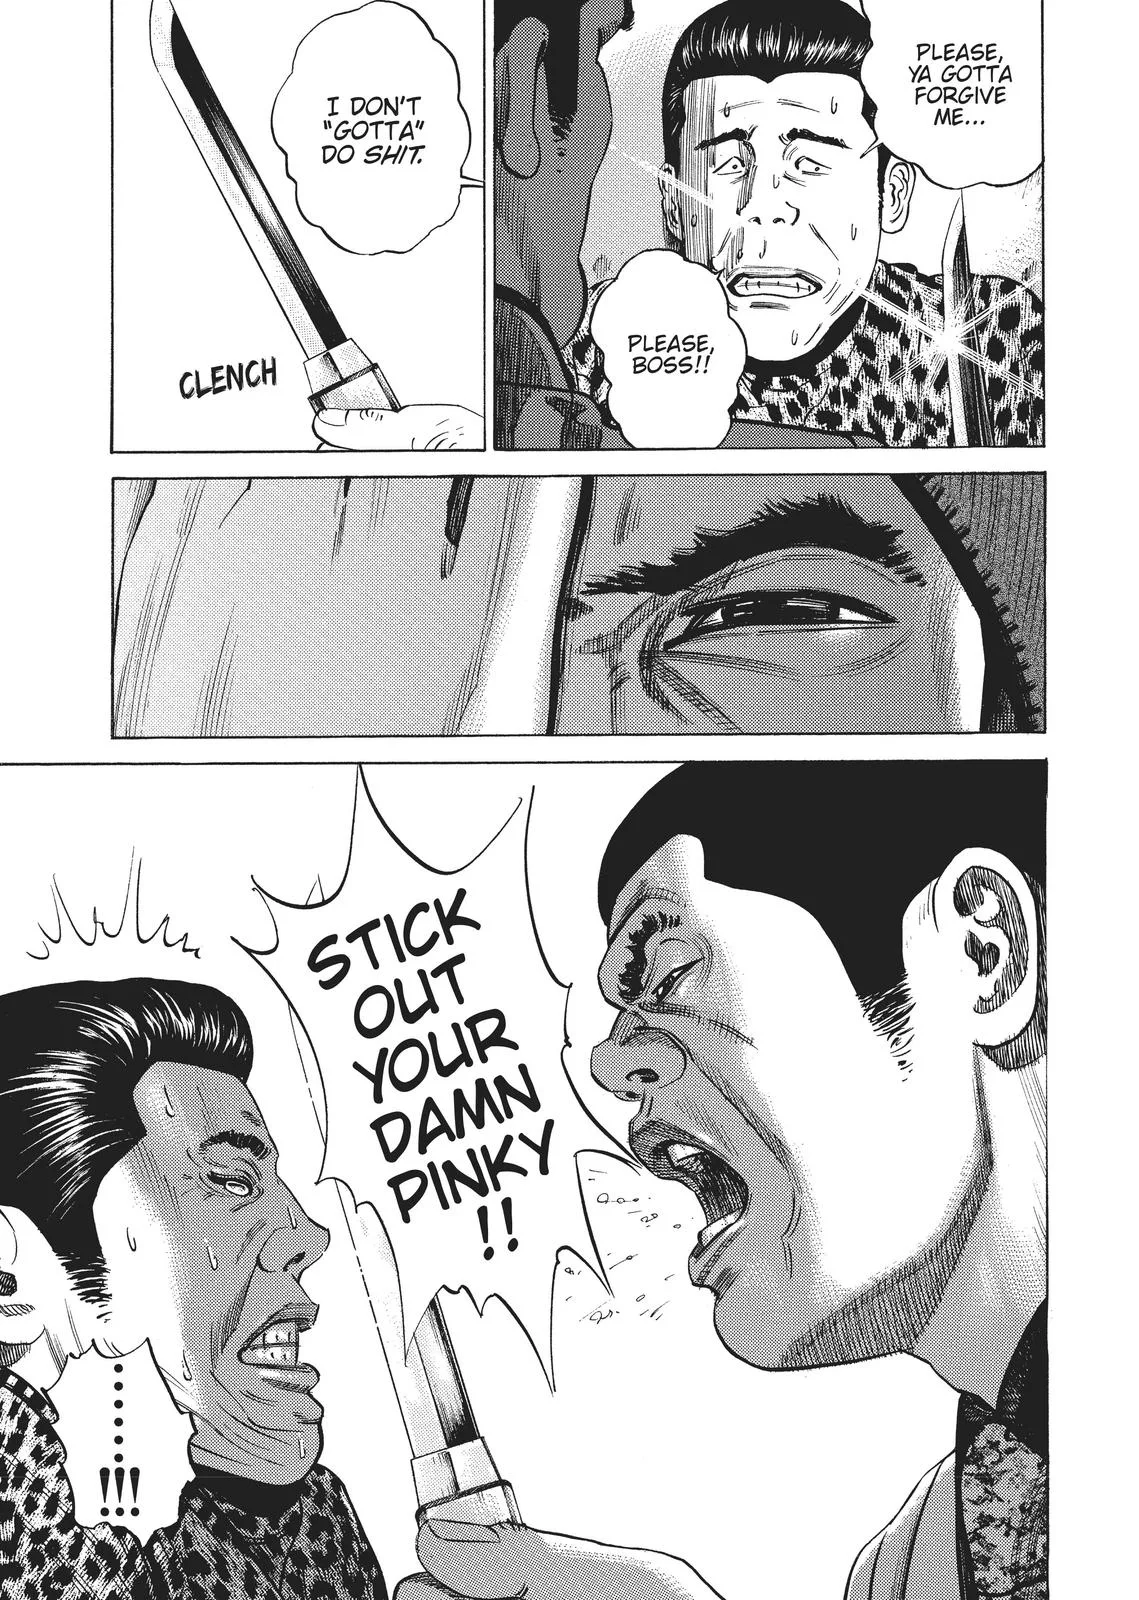 PLEASE,
YA GOTTA
FORGIVE
ME...
PLEASE,
BOSS!!
I DON'T
"GOTTA"
DO SHIT.
CLENCH
STICK
OUT
YOUR
DAMN
PINKY
!!
......!!!